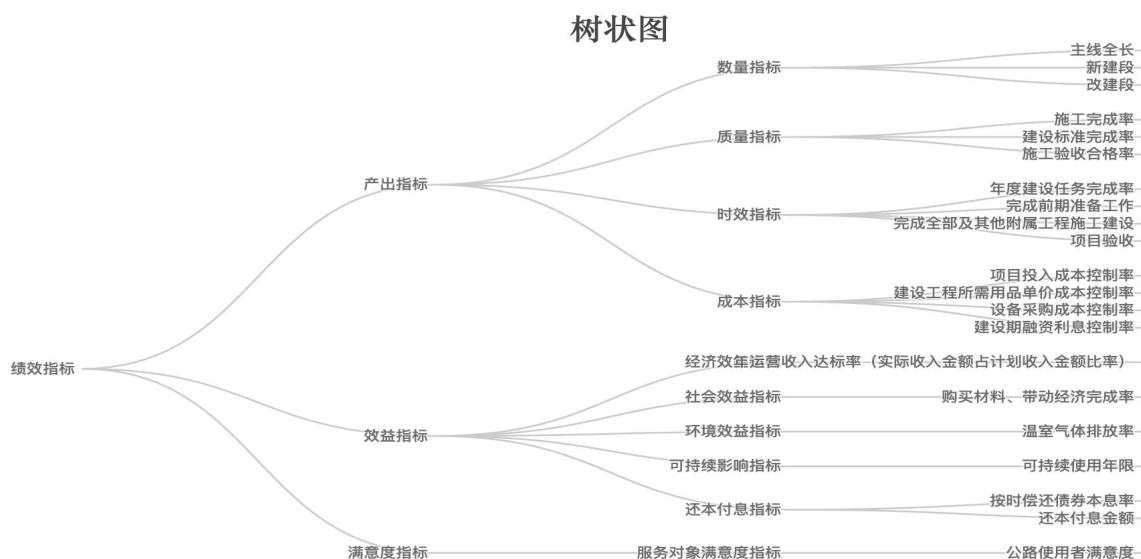 树状图
绩效指标
产出指标
数量指标
主线全长
新建段
改建段
质量指标
施工完成率
建设标准完成率
施工验收合格率
时效指标
年度建设任务完成率
完成前期准备工作
完成全部及其他附属工程施工建设
项目验收
成本指标
项目投入成本控制率
建设工程所需用品单价成本控制率
设备采购成本控制率
建设期融资利息控制率
效益指标
经济效
年运营收入达标率（实际收入金额占计划收入金额比率）
社会效益指标
购买材料、带动经济完成率
环境效益指标
温室气体排放率
可持续影响指标
可持续使用年限
还本付息指标
按时偿还债券本息率
还本付息金额
满意度指标
服务对象满意度指标
公路使用者满意度